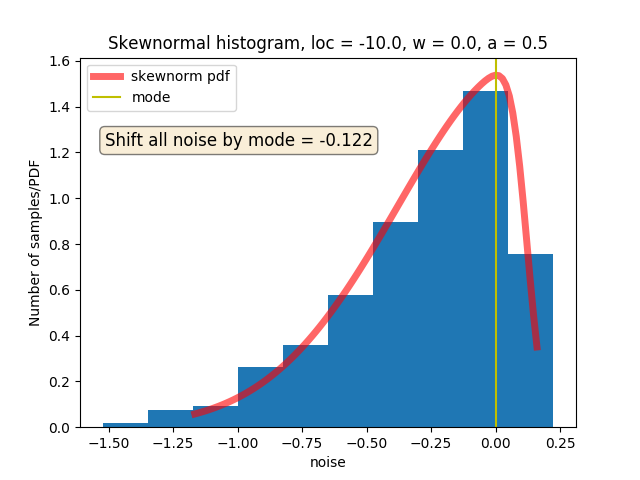 Skewnormal histogram, loc = -10.0, w = 0.0, a = 0.5
skewnorm pdf
mode
Shift all noise by mode = -0.122
Number of samples/PDF
1.6
1.4
1.2
1.0
0.8
0.6
0.4
0.2
0.0
−1.50 −1.25 −1.00 −0.75 −0.50 −0.25 0.00 0.25
noise